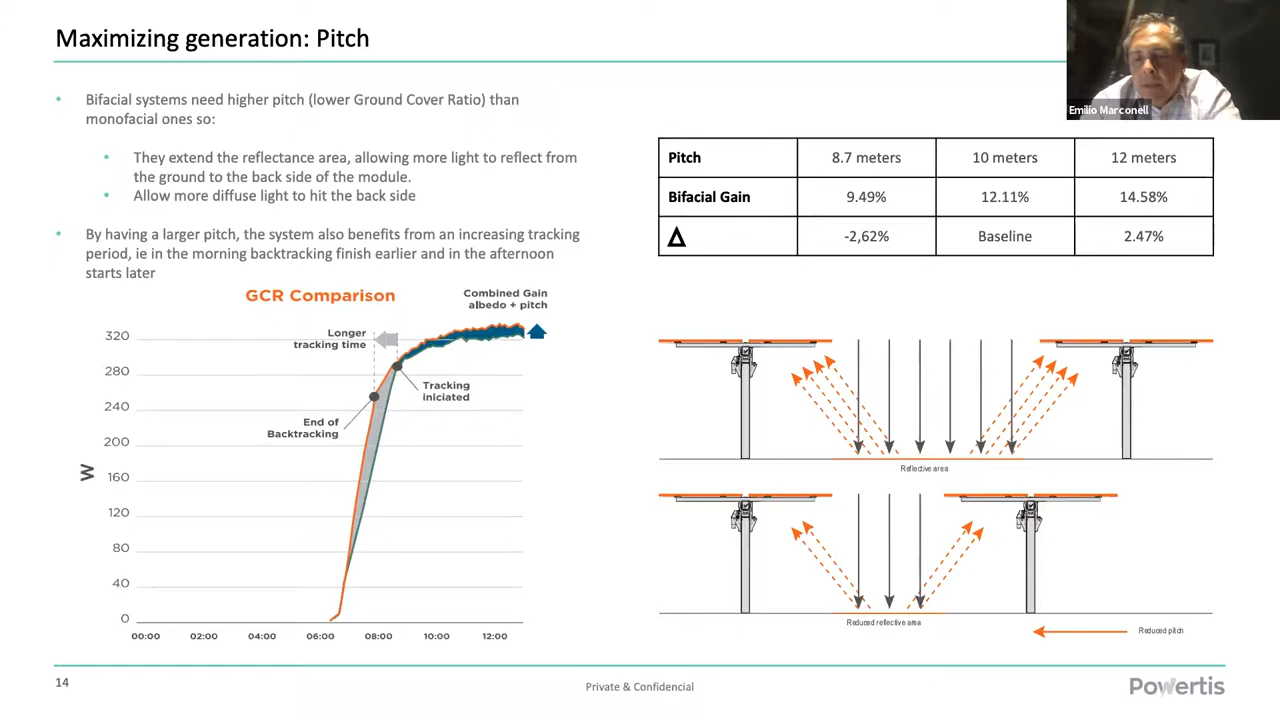 Maximizing generation: Pitch
Emilio Marconell
• Bifacial systems need higher pitch (lower Ground Cover Ratio) than
monofacial ones so:
• They extend the reflectance area, allowing more light to reflect from
the ground to the back side of the module.
• Allow more diffuse light to hit the back side
• By having a larger pitch, the system also benefits from an increasing tracking
period, ie in the morning backtracking finish earlier and in the afternoon
starts later
Pitch 8.7 meters 10 meters 12 meters
Bifacial Gain 9.49% 12.11% 14.58%
Δ -2,62% Baseline 2.47%
GCR Comparison
Combined Gain
albedo + pitch
Longer
tracking time
Tracking
iniciated
End of
Backtracking
W
320
280
240
200
160
120
80
40
0
00:00 02:00 04:00 06:00 08:00 10:00 12:00
Reflective area
Reduced reflective area
Reduced pitch
14
Private & Confidential
Powertis